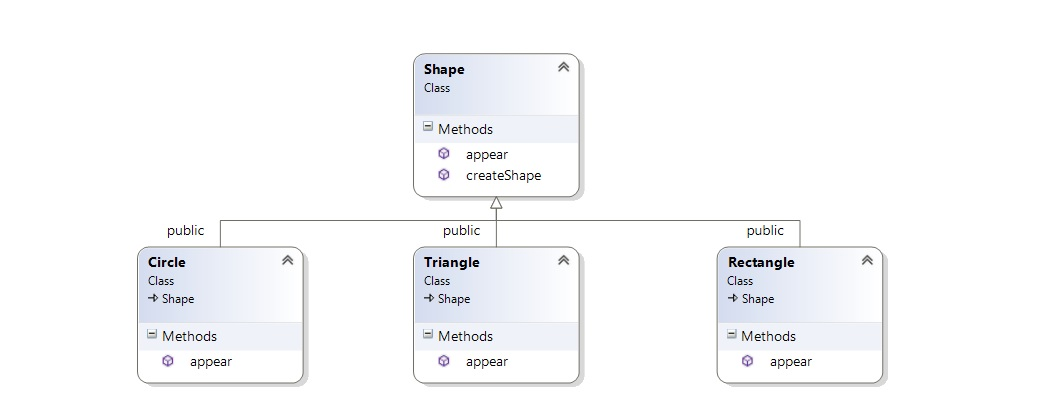 Shape
Class
Methods
appear
createShape
public
public
public
Circle
Class
Shape
Methods
appear
Triangle
Class
Shape
Methods
appear
Rectangle
Class
Shape
Methods
appear